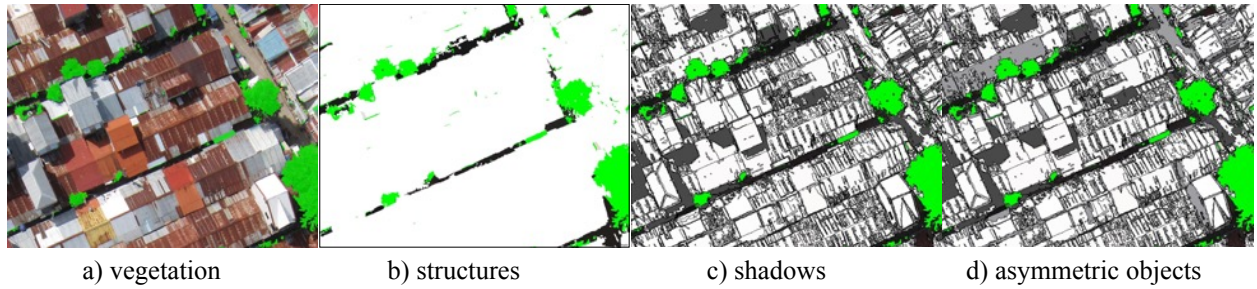 a) vegetation b) structures c) shadows d) asymmetric objects